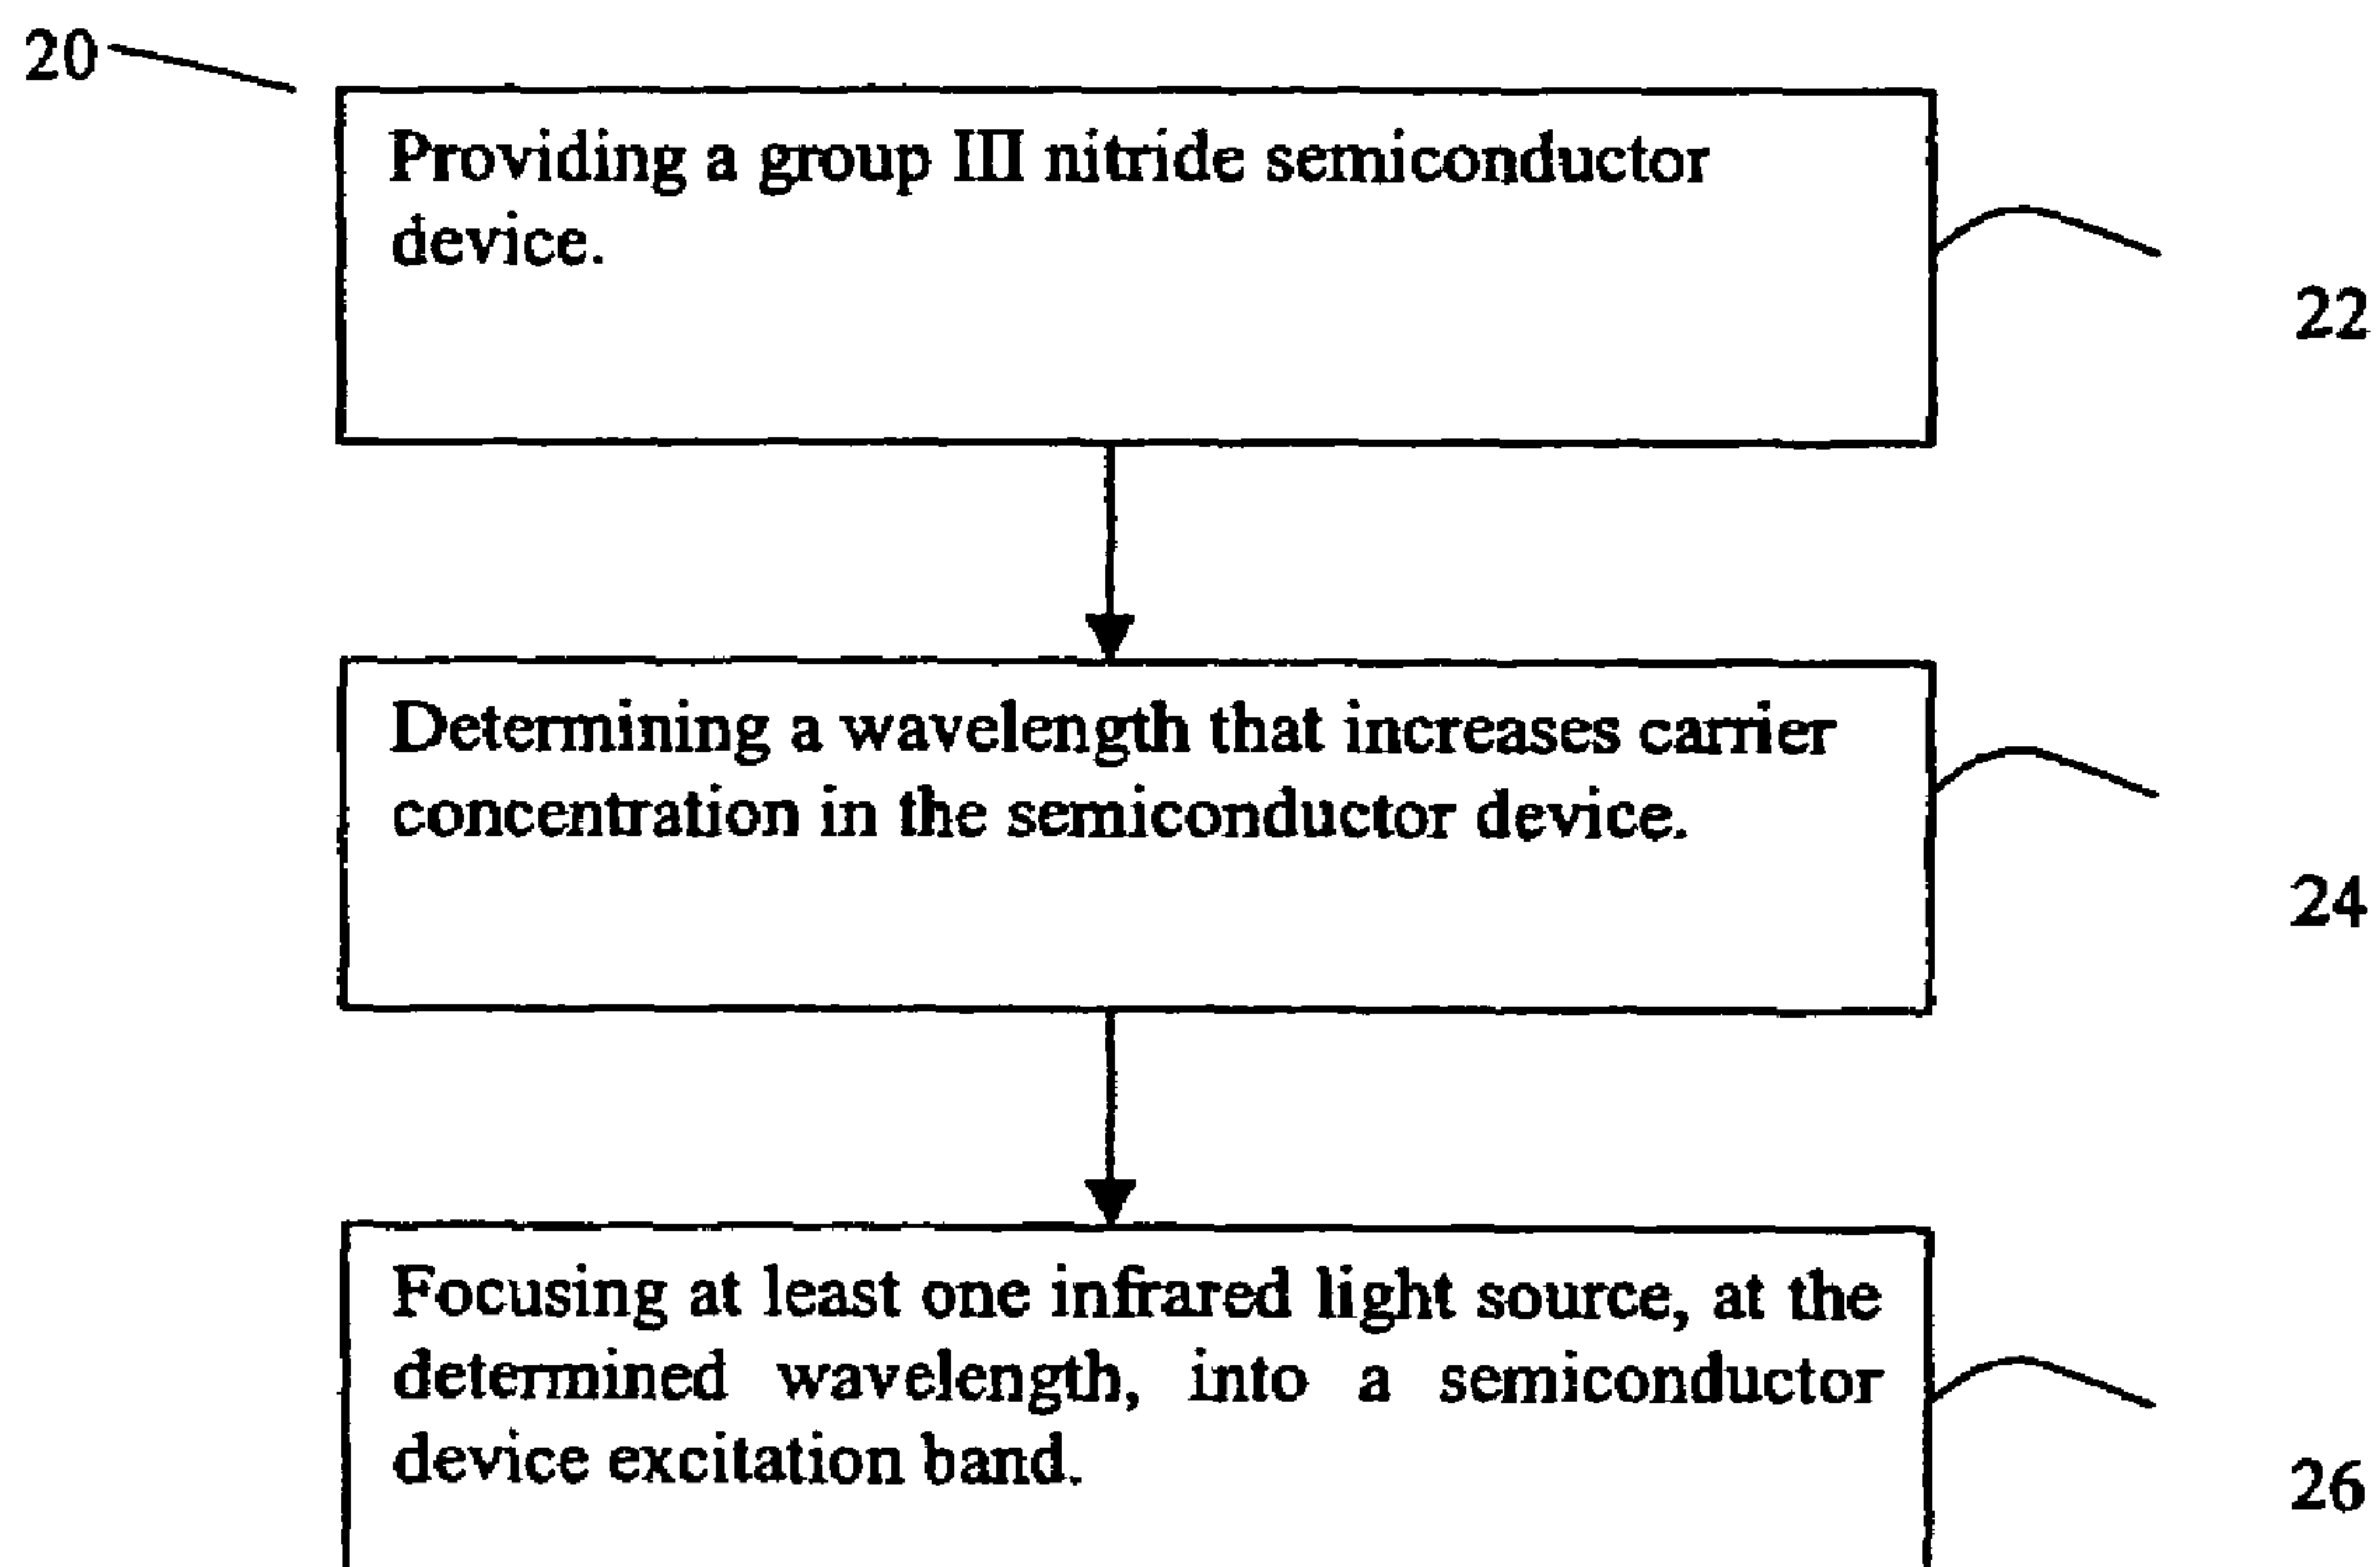 20
Providing a group III nitride semiconductor
device.
22
Determining a wavelength that increases carrier
concentration in the semiconductor device.
24
Focusing at least one infrared light source, at the
determined wavelength, into a semiconductor
device excitation band.
26